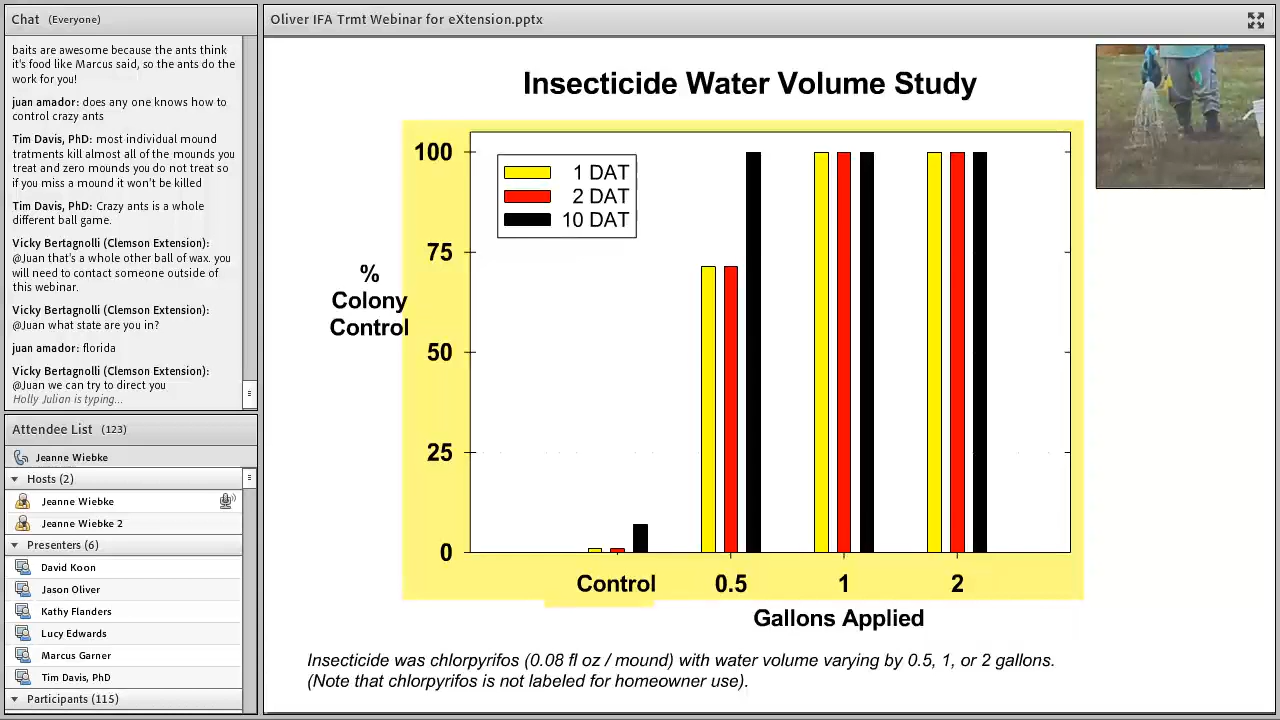 Chat (Everyone)
baits are awesome because the ants think
it's food like Marcus said, so the ants do the
work for you!
juan amador: does any one knows how to
control crazy ants
Tim Davis, PhD: most individual mound
tratments kill almost all of the mounds you
treat and zero mounds you do not treat so
if you miss a mound it won't be killed
Tim Davis, PhD: Crazy ants is a whole
different ball game.
Vicky Bertagnolli (Clemson Extension):
@Juan that's a whole other ball of wax. you
will need to contact someone outside of
this webinar.
Vicky Bertagnolli (Clemson Extension):
@Juan what state are you in?
juan amador: florida
Vicky Bertagnolli (Clemson Extension):
@Juan we can try to direct you
Holly Julian is typing...
Attendee List (123)
Jeanne Wiebke
Hosts (2)
Jeanne Wiebke
Jeanne Wiebke 2
Presenters (6)
David Koon
Jason Oliver
Kathy Flanders
Lucy Edwards
Marcus Garner
Tim Davis, PhD
Participants (115)
Oliver IFA Trmt Webinar for eXtension.pptx
Insecticide Water Volume Study
100
75
50
25
0
%
Colony
Control
1 DAT
2 DAT
10 DAT
Control 0.5 1 2
Gallons Applied
Insecticide was chlorpyrifos (0.08 fl oz / mound) with water volume varying by 0.5, 1, or 2 gallons.
(Note that chlorpyrifos is not labeled for homeowner use).